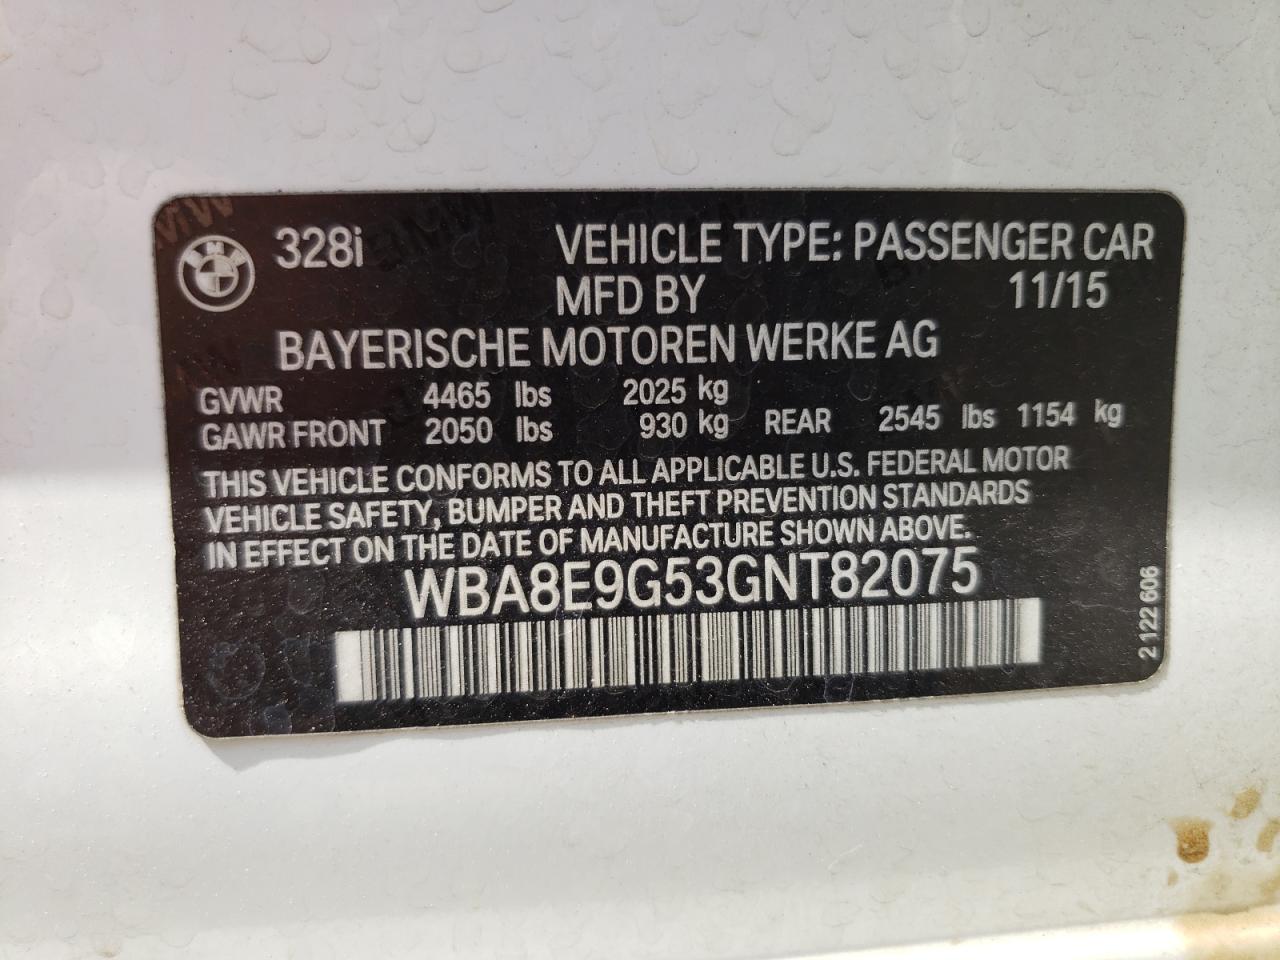 328i VEHICLE TYPE: PASSENGER CAR
MFD BY 11/15
BAYERISCHE MOTOREN WERKE AG
GVWR 4465 lbs 2025 kg
GAWR FRONT 2050 lbs 930 kg REAR 2545 lbs 1154 kg
THIS VEHICLE CONFORMS TO ALL APPLICABLE U.S. FEDERAL MOTOR
VEHICLE SAFETY, BUMPER AND THEFT PREVENTION STANDARDS
IN EFFECT ON THE DATE OF MANUFACTURE SHOWN ABOVE.
WBA8E9G53GNT82075
2 122 606
BMW